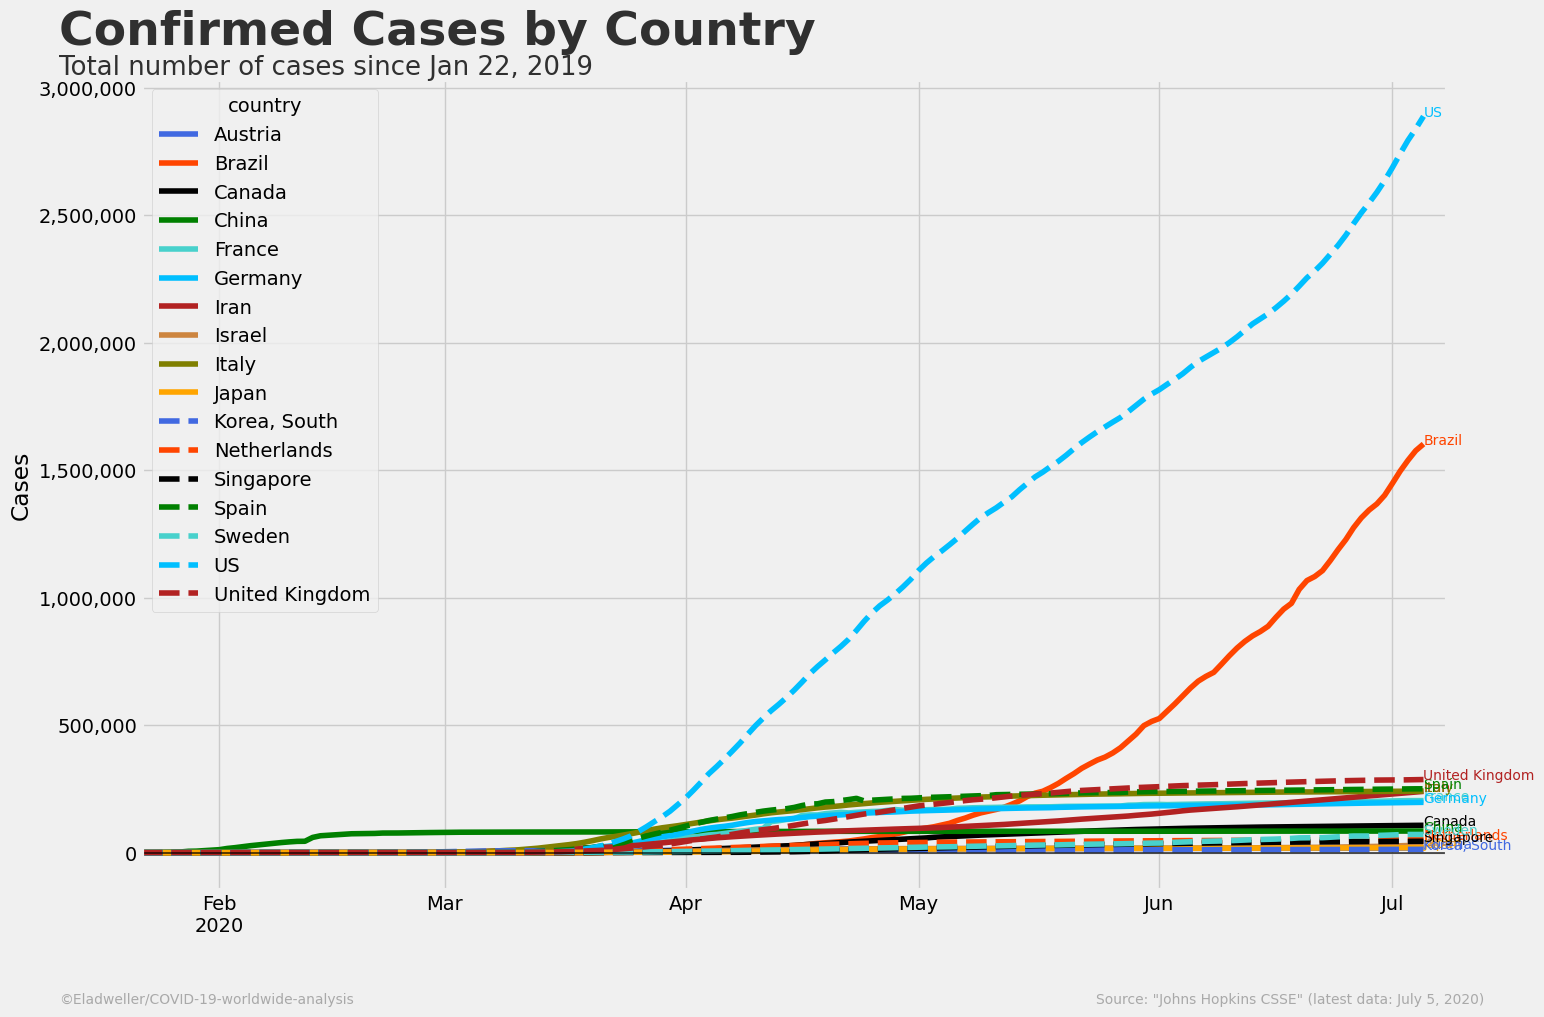 Confirmed Cases by Country
Total number of cases since Jan 22, 2019
3,000,000
2,500,000
2,000,000
1,500,000
1,000,000
500,000
0
Cases
country
Austria
Brazil
Canada
China
France
Germany
Iran
Israel
Italy
Japan
Korea, South
Netherlands
Singapore
Spain
Sweden
US
United Kingdom
US
Brazil
United Kingdom
Spain
Italy
Germany
Canada
Singapore
Korea, South
Feb
2020
Mar
Apr
May
Jun
Jul
©Eladweller/COVID-19-worldwide-analysis
Source: "Johns Hopkins CSSE" (latest data: July 5, 2020)